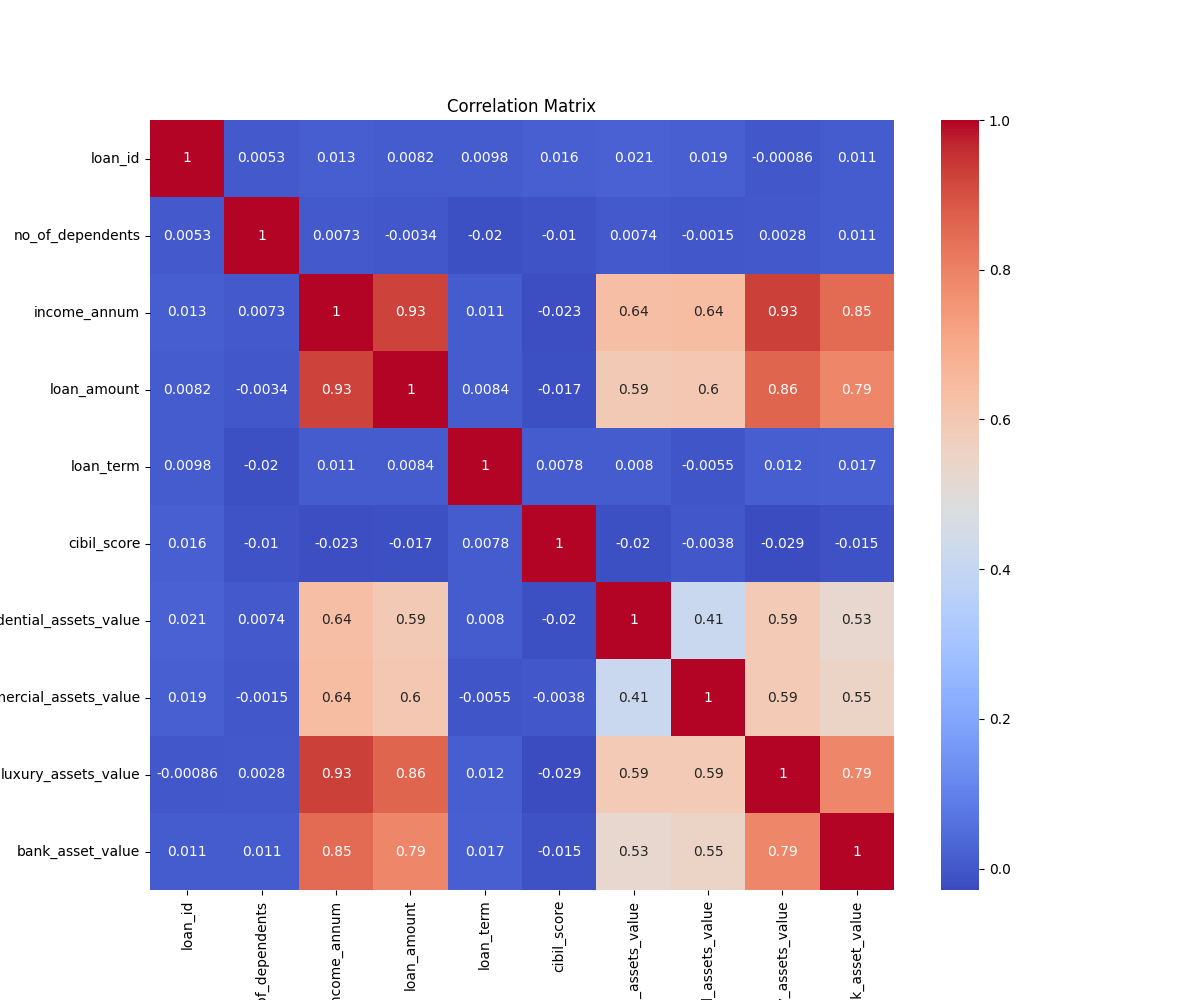 Correlation Matrix
loan_id 1 0.0053 0.013 0.0082 0.0098 0.016 0.021 0.019 -0.00086 0.011
no_of_dependents 0.0053 1 0.0073 -0.0034 -0.02 -0.01 0.0074 -0.0015 0.0028 0.011
income_annum 0.013 0.0073 1 0.93 0.011 -0.023 0.64 0.64 0.93 0.85
loan_amount 0.0082 -0.0034 0.93 1 0.0084 -0.017 0.59 0.6 0.86 0.79
loan_term 0.0098 -0.02 0.011 0.0084 1 0.0078 0.008 -0.0055 0.012 0.017
cibil_score 0.016 -0.01 -0.023 -0.017 0.0078 1 -0.02 -0.0038 -0.029 -0.015
dential_assets_value 0.021 0.0074 0.64 0.59 0.008 -0.02 1 0.41 0.59 0.53
mercial_assets_value 0.019 -0.0015 0.64 0.6 -0.0055 -0.0038 0.41 1 0.59 0.55
luxury_assets_value -0.00086 0.0028 0.93 0.86 0.012 -0.029 0.59 0.59 1 0.79
bank_asset_value 0.011 0.011 0.85 0.79 0.017 -0.015 0.53 0.55 0.79 1
loan_id
of_dependents
ncome_annum
loan_amount
loan_term
cibil_score
_assets_value
l_assets_value
y_assets_value
k_asset_value
1.0
0.8
0.6
0.4
0.2
0.0